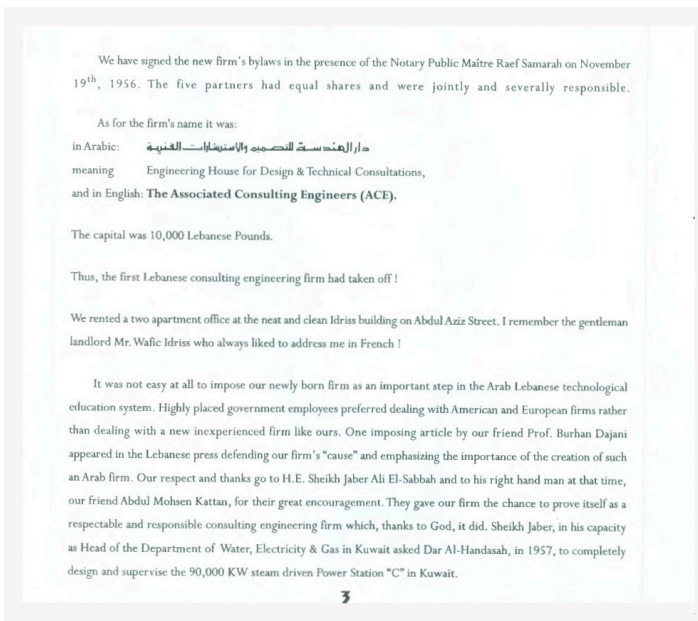 We have signed the new firm's bylaws in the presence of the Notary Public Maître Raef Samarah on November
19th, 1956. The five partners had equal shares and were jointly and severally responsible.
As for the firm's name it was:
in Arabic: دار الهندسة للتصميم والاستشارات الفنية
meaning Engineering House for Design & Technical Consultations,
and in English: The Associated Consulting Engineers (ACE).
The capital was 10,000 Lebanese Pounds.
Thus, the first Lebanese consulting engineering firm had taken off !
We rented a two apartment office at the neat and clean Idriss building on Abdul Aziz Street. I remember the gentleman
landlord Mr. Wafic Idriss who always liked to address me in French !
It was not easy at all to impose our newly born firm as an important step in the Arab Lebanese technological
education system. Highly placed government employees preferred dealing with American and European firms rather
than dealing with a new inexperienced firm like ours. One imposing article by our friend Prof. Burhan Dajani
appeared in the Lebanese press defending our firm's "cause" and emphasizing the importance of the creation of such
an Arab firm. Our respect and thanks go to H.E. Sheikh Jaber Ali El-Sabbah and to his right hand man at that time,
our friend Abdul Mohsen Kattan, for their great encouragement. They gave our firm the chance to prove itself as a
respectable and responsible consulting engineering firm which, thanks to God, it did. Sheikh Jaber, in his capacity
as Head of the Department of Water, Electricity & Gas in Kuwait asked Dar Al-Handasah, in 1957, to completely
design and supervise the 90,000 KW steam driven Power Station "C" in Kuwait.
3